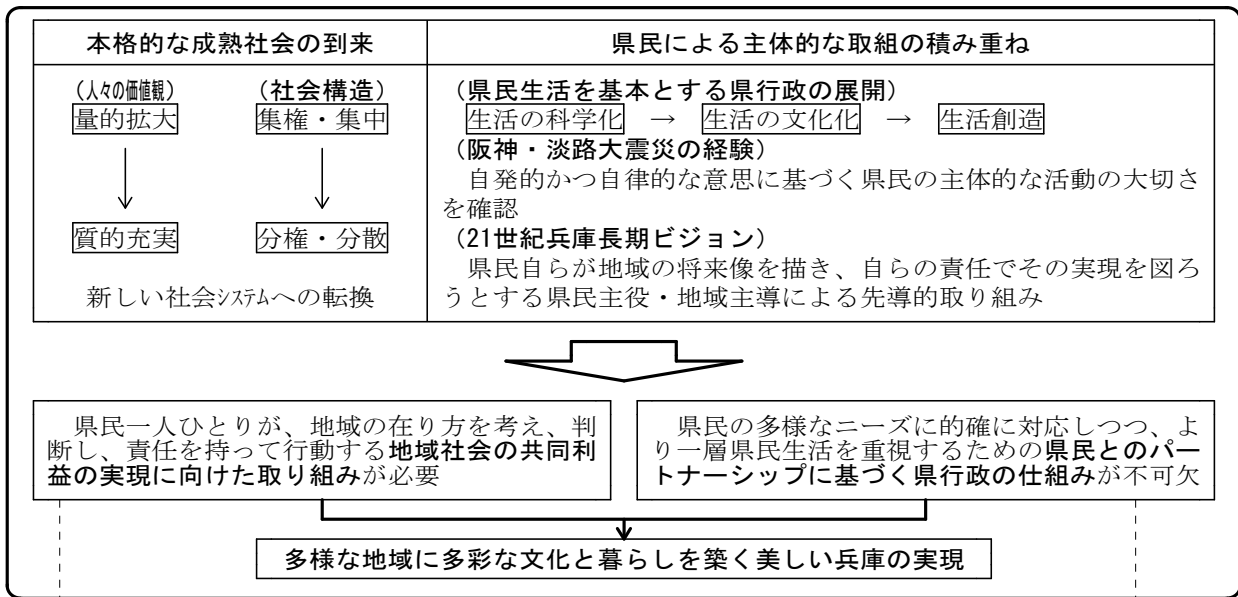 本格的な成熟社会の到来
(人々の価値観) (社会構造)
量的拡大 集権・集中
↓ ↓
質的充実 分権・分散
新しい社会システムへの転換
県民による主体的な取組の積み重ね
(県民生活を基本とする県行政の展開)
生活の科学化 → 生活の文化化 → 生活創造
(阪神・淡路大震災の経験)
自発的かつ自律的な意思に基づく県民の主体的な活動の大切さ
を確認
(21世紀兵庫長期ビジョン)
県民自らが地域の将来像を描き、自らの責任でその実現を図ろ
うとする県民主役・地域主導による先導的取り組み
県民一人ひとりが、地域の在り方を考え、判
断し、責任を持って行動する地域社会の共同利
益の実現に向けた取り組みが必要
県民の多様なニーズに的確に対応しつつ、よ
り一層県民生活を重視するための県民とのパー
トナーシップに基づく県行政の仕組みが不可欠
多様な地域に多彩な文化と暮らしを築く美しい兵庫の実現